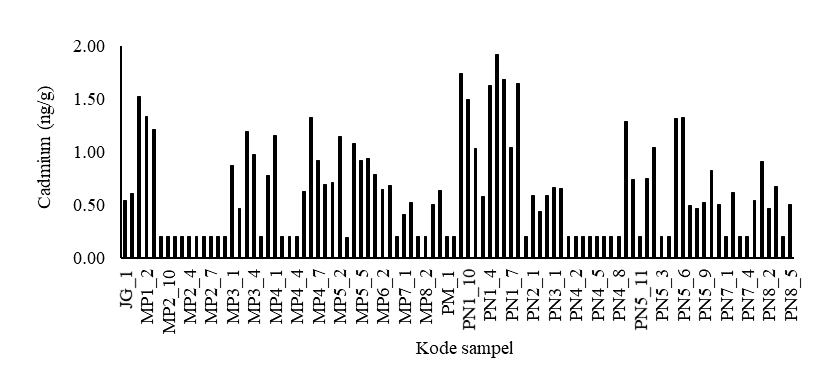 2.00
1.50
1.00
0.50
0.00
Cadmium (ng/g)
JG_1
MP1_2
MP2_10
MP2_4
MP2_7
MP3_1
MP3_4
MP4_1
MP4_4
MP4_7
MP5_2
MP5_5
MP6_2
MP7_1
MP8_2
PM_1
PN1_10
PN1_4
PN1_7
PN2_1
PN3_1
PN4_2
PN4_5
PN4_8
PN5_11
PN5_3
PN5_6
PN5_9
PN7_1
PN7_4
PN8_2
PN8_5
Kode sampel